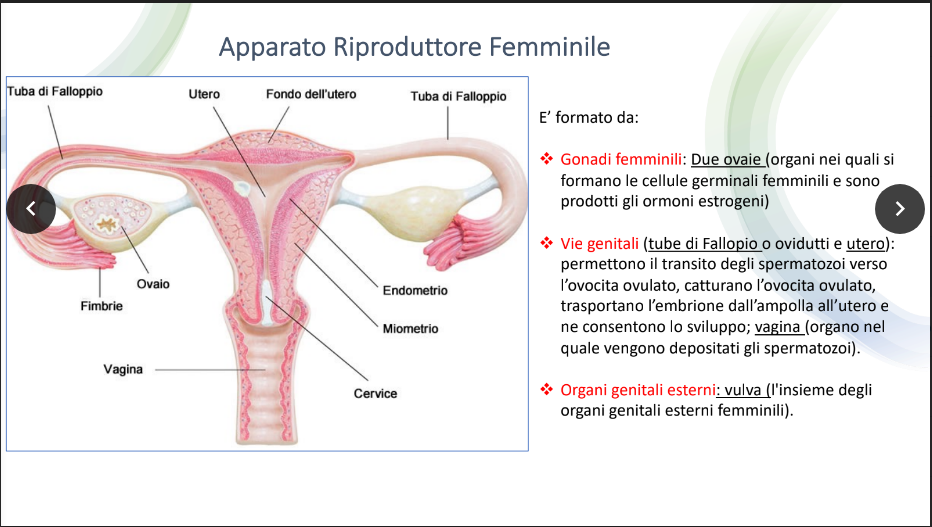 Apparato Riproduttore Femminile
Tuba di Falloppio
Utero
Fondo dell'utero
Tuba di Falloppio
Ovaio
Fimbrie
Endometrio
Miometrio
Vagina
Cervice
E' formato da:
❖ Gonadi femminili: Due ovaie (organi nei quali si
formano le cellule germinali femminili e sono
prodotti gli ormoni estrogeni)
❖ Vie genitali (tube di Fallopio o ovidutti e utero):
permettono il transito degli spermatozoi verso
l'ovocita ovulato, catturano l'ovocita ovulato,
trasportano l'embrione dall'ampolla all'utero e
ne consentono lo sviluppo; vagina (organo nel
quale vengono depositati gli spermatozoi).
❖ Organi genitali esterni: vulva (l'insieme degli
organi genitali esterni femminili).